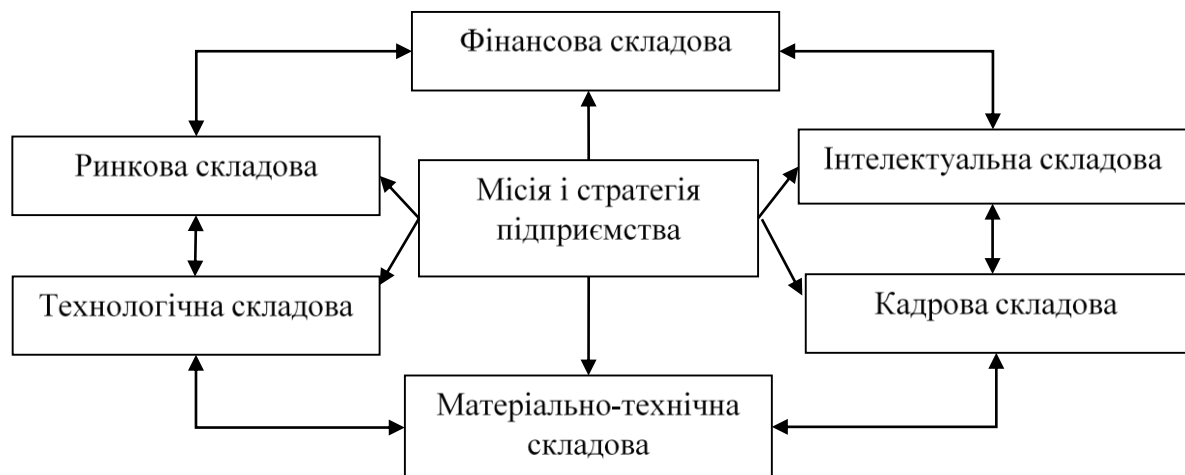 Фінансова складова
Ринкова складова
Місія і стратегія
підприємства
Інтелектуальна складова
Технологічна складова
Кадрова складова
Матеріально-технічна
складова